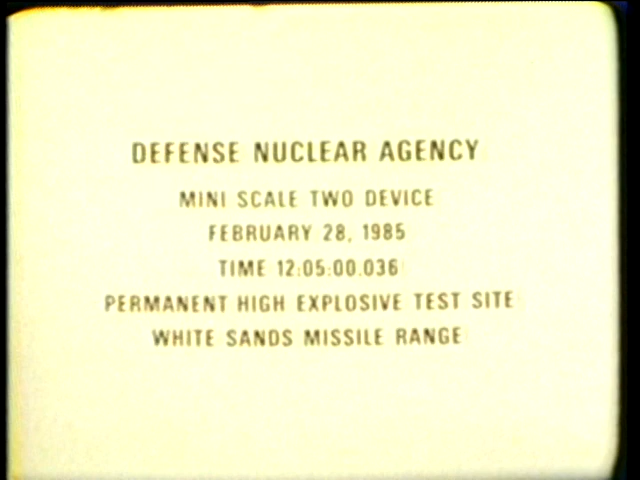 DEFENSE NUCLEAR AGENCY
MINI SCALE TWO DEVICE
FEBRUARY 28, 1985
TIME 12:05:00.036
PERMANENT HIGH EXPLOSIVE TEST SITE
WHITE SANDS MISSILE RANGE